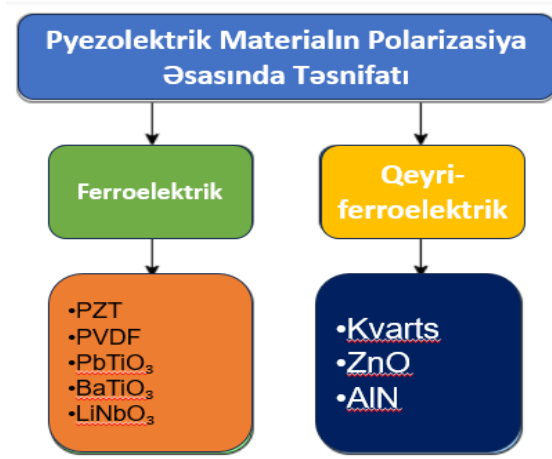 Pyezolektrik Materialın Polarizasiya
Əsasında Təsnifatı
Ferroelektrik
Qeyri-
ferroelektrik
•PZT
•PVDF
•PbTiO₃
•BaTiO₃
•LiNbO₃
•Kvarts
•ZnO
•AlN